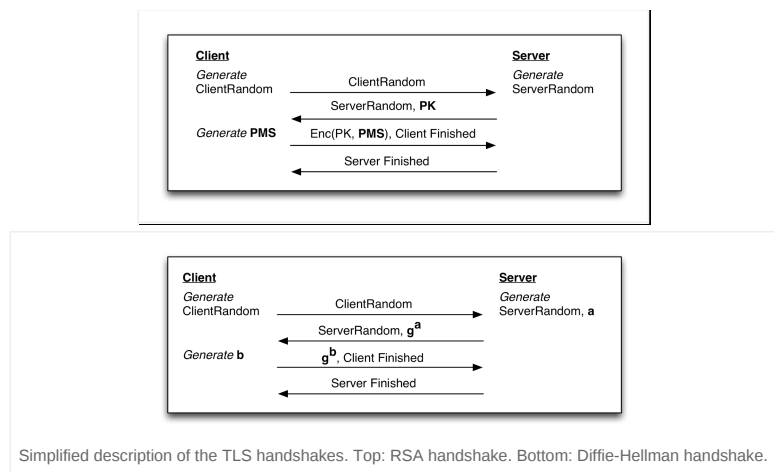 Client Server
Generate Generate
ClientRandom ClientRandom ServerRandom
ServerRandom, PK
Generate PMS Enc(PK, PMS), Client Finished
Server Finished
Client Server
Generate Generate
ClientRandom ClientRandom ServerRandom, a
ServerRandom, g^a
Generate b g^b, Client Finished
Server Finished
Simplified description of the TLS handshakes. Top: RSA handshake. Bottom: Diffie-Hellman handshake.